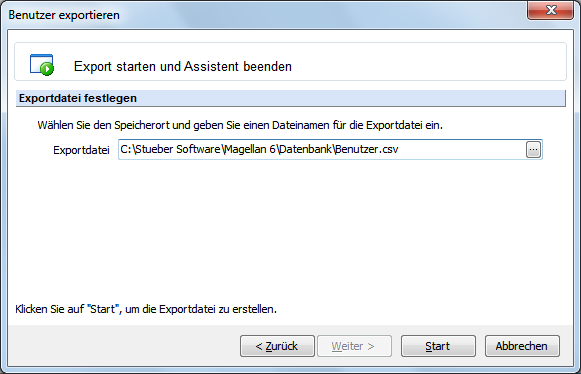 Benutzer exportieren
Export starten und Assistent beenden
Exportdatei festlegen
Wählen Sie den Speicherort und geben Sie einen Dateinamen für die Exportdatei ein.
Exportdatei C:\Stueber Software\Magellan 6\Datenbank\Benutzer.csv ...
Klicken Sie auf "Start", um die Exportdatei zu erstellen.
< Zurück Weiter > Start Abbrechen